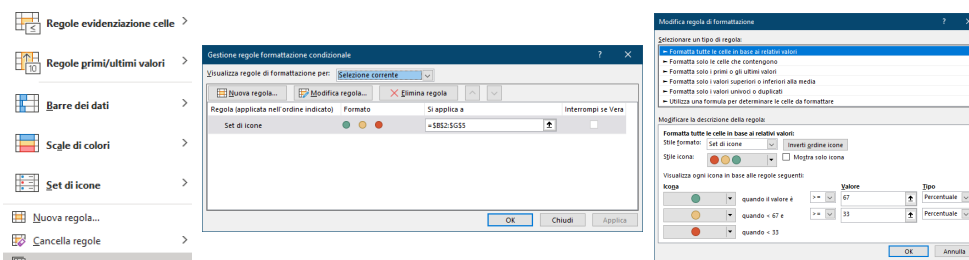 Regole evidenziazione celle
Regole primi/ultimi valori
10
Barre dei dati
Scale di colori
Set di icone
Nuova regola...
Cancella regole
Gestione regole formattazione condizionale
Visualizza regole di formattazione per: Selezione corrente
Nuova regola... Modifica regola... Elimina regola
Regola (applicata nell'ordine indicato) Formato Si applica a Interrompi se Vera
Set di icone =$B$2:$G$5
OK Chiudi Applica
Modifica regola di formattazione
Selezionare un tipo di regola:
► Formatta tutte le celle in base ai relativi valori
► Formatta solo le celle che contengono
► Formatta solo i primi o gli ultimi valori
► Formatta solo i valori superiori o inferiori alla media
► Formatta solo i valori univoci o duplicati
► Utilizza una formula per determinare le celle da formattare
Modificare la descrizione della regola:
Formatta tutte le celle in base ai relativi valori:
Stile formato: Set di icone Inverti ordine icone
Stile icona: Mostra solo icona
Visualizza ogni icona in base alle regole seguenti:
Icona Valore Tipo
quando il valore è >= 67 Percentuale
quando < 67 e >= 33 Percentuale
quando < 33
OK Annulla